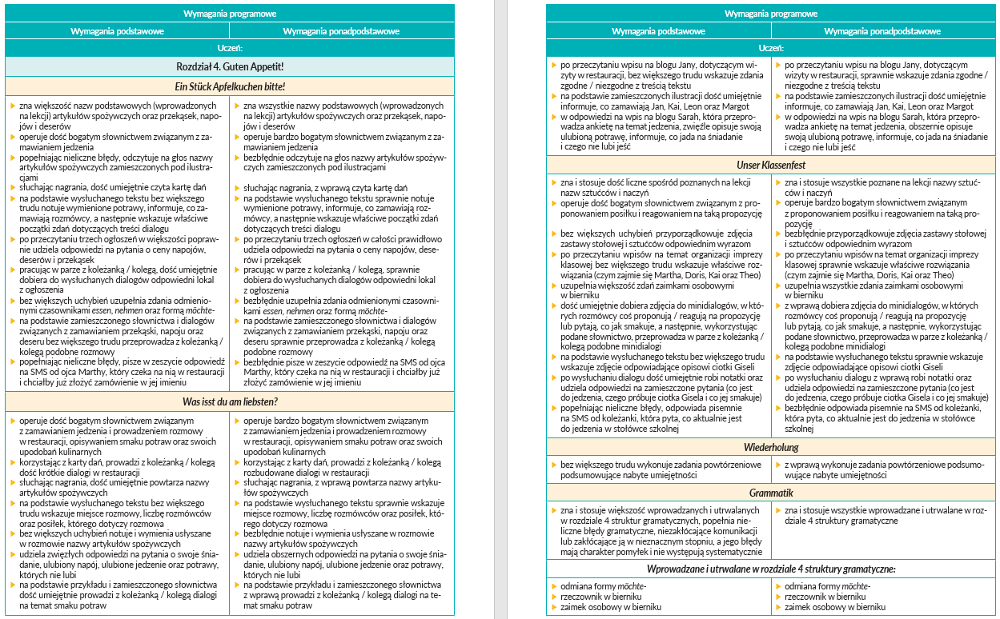 Wymagania programowe
Wymagania podstawowe
Wymagania ponadpodstawowe
Uczeń:
Rozdział 4. Guten Appetit!
Ein Stück Apfelkuchen bitte!
zna większość nazw podstawowych (wprowadzonych
na lekcji) artykułów spożywczych oraz przekąsek, napo-
jów i deserów
operuje dość bogatym słownictwem związanym z za-
mawianiem jedzenia
popełniając nieliczne błędy, odczytuje na głos nazwy
artykułów spożywczych zamieszczonych pod ilustra-
cjami
słuchając nagrania, dość umiejętnie czyta kartę dań
na podstawie wysłuchanego tekstu bez większego
trudu notuje wymienione potrawy, informuje, co za-
mawiają rozmówcy, a następnie wskazuje właściwe
początki zdań dotyczących treści dialogu
po przeczytaniu trzech ogłoszeń w większości popraw-
nie udziela odpowiedzi na pytania o ceny napojów,
deserów i przekąsek
pracując w parze z koleżanką / kolegą, dość umiejętnie
dobiera do wysłuchanych dialogów odpowiedni lokal
z ogłoszenia
bez większych uchybień uzupełnia zdania odmienio-
nymi czasownikami essen, nehmen oraz formą möchte-
na podstawie zamieszczonego słownictwa i dialogów
związanych z zamawianiem przekąski, napoju oraz
deseru bez większego trudu przeprowadza z koleżanką /
kolegą podobne rozmowy
popełniając nieliczne błędy, pisze w zeszycie odpowiedź
na SMS od ojca Marthy, który czeka na nią w restauracji
i chciałby już złożyć zamówienie w jej imieniu
zna wszystkie nazwy podstawowych (wprowadzonych
na lekcji) artykułów spożywczych oraz przekąsek, napo-
jów i deserów
operuje bardzo bogatym słownictwem związanym z za-
mawianiem jedzenia
bezbłędnie odczytuje na głos nazwy artykułów spożyw-
czych zamieszczonych pod ilustracjami
słuchając nagrania, z wprawą czyta kartę dań
na podstawie wysłuchanego tekstu sprawnie notuje
wymienione potrawy, informuje, co zamawiają roz-
mówcy, a następnie wskazuje właściwe początki zdań
dotyczących treści dialogu
po przeczytaniu trzech ogłoszeń w całości prawidłowo
udziela odpowiedzi na pytania o ceny napojów, dese-
rów i przekąsek
pracując w parze z koleżanką / kolegą, sprawnie
dobiera do wysłuchanych dialogów odpowiedni lokal
z ogłoszenia
bezbłędnie uzupełnia zdania odmienionymi czasowni-
kami essen, nehmen oraz formą möchte-
na podstawie zamieszczonego słownictwa i dialogów
związanych z zamawianiem przekąski, napoju oraz
deseru sprawnie przeprowadza z koleżanką / kolegą
podobne rozmowy
bezbłędnie pisze w zeszycie odpowiedź na SMS od ojca
Marthy, który czeka na nią w restauracji i chciałby już
złożyć zamówienie w jej imieniu
Was isst du am liebsten?
operuje dość bogatym słownictwem związanym
z zamawianiem jedzenia i prowadzeniem rozmowy
w restauracji, opisywaniem smaku potraw oraz swoich
upodobań kulinarnych
korzystając z karty dań, prowadzi z koleżanką / kolegą
dość krótkie dialogi w restauracji
słuchając nagrania, dość umiejętnie powtarza nazwy
artykułów spożywczych
na podstawie wysłuchanego tekstu bez większego
trudu wskazuje miejsce rozmowy, liczbę rozmówców
oraz posiłek, którego dotyczy rozmowa
bez większych uchybień notuje i wymienia usłyszane
w rozmowie nazwy artykułów spożywczych
udziela zwięzłych odpowiedzi na pytania o swoje śnia-
danie, ulubiony napój, ulubione jedzenie oraz potrawy,
których nie lubi
na podstawie przykładu i zamieszczonego słownictwa
dość umiejętnie prowadzi z koleżanką / kolegą dialogi
na temat smaku potraw
operuje bardzo bogatym słownictwem związanym
z zamawianiem jedzenia i prowadzeniem rozmowy
w restauracji, opisywaniem smaku potraw oraz swoich
upodobań kulinarnych
korzystając z karty dań, prowadzi z koleżanką / kolegą
rozbudowane dialogi w restauracji
słuchając nagrania, z wprawą powtarza nazwy artyku-
łów spożywczych
na podstawie wysłuchanego tekstu sprawnie wskazuje
miejsce rozmowy, liczbę rozmówców oraz posiłek, któ-
rego dotyczy rozmowa
bezbłędnie notuje i wymienia usłyszane w rozmowie
nazwy artykułów spożywczych
udziela obszernych odpowiedzi na pytania o swoje śnia-
danie, ulubiony napój, ulubione jedzenie oraz potrawy,
których nie lubi
na podstawie przykładu i zamieszczonego słownictwa
z wprawą prowadzi z koleżanką / kolegą dialogi na te-
mat smaku potraw
Wymagania programowe
Wymagania podstawowe
Wymagania ponadpodstawowe
Uczeń:
po przeczytaniu wpisu na blogu Jany, dotyczącym wi-
zyty w restauracji, bez większego trudu wskazuje zdania
zgodne / niezgodne z treścią tekstu
na podstawie zamieszczonych ilustracji dość umiejętnie
informuje, co zamawiają Jan, Kai, Leon oraz Margot
w odpowiedzi na wpis na blogu Sarah, która przepro-
wadza ankietę na temat jedzenia, zwięźle opisuje swoją
ulubioną potrawę, informuje, co jada na śniadanie
i czego nie lubi jeść
po przeczytaniu wpisu na blogu Jany, dotyczącym
wizyty w restauracji, sprawnie wskazuje zdania zgodne /
niezgodne z treścią tekstu
na podstawie zamieszczonych ilustracji umiejętnie
informuje, co zamawiają Jan, Kai, Leon oraz Margot
w odpowiedzi na wpis na blogu Sarah, która przepro-
wadza ankietę na temat jedzenia, obszernie opisuje
swoją ulubioną potrawę, informuje, co jada na śniadanie
i czego nie lubi jeść
Unser Klassenfest
zna i stosuje dość liczne spośród poznanych na lekcji
nazw sztućców i naczyń
operuje dość bogatym słownictwem związanym z pro-
ponowaniem posiłku i reagowaniem na taką propozycję
bez większych uchybień przyporządkowuje zdjęcia
zastawy stołowej i sztućców odpowiednim wyrazom
po przeczytaniu wpisów na temat organizacji imprezy
klasowej bez większego trudu wskazuje właściwe roz-
wiązania (czym zajmie się Martha, Doris, Kai oraz Theo)
uzupełnia większość zdań zaimkami osobowymi
w bierniku
dość umiejętnie dobiera zdjęcia do minidialogów, w któ-
rych rozmówcy coś proponują / reagują na propozycję
lub pytają, co jak smakuje, a następnie, wykorzystując
podane słownictwo, przeprowadza w parze z koleżanką /
kolegą podobne minidialogi
na podstawie wysłuchanego tekstu bez większego trudu
wskazuje zdjęcie odpowiadające opisowi ciotki Giseli
po wysłuchaniu dialogu dość umiejętnie robi notatki oraz
udziela odpowiedzi na zamieszczone pytania (co jest
do jedzenia, czego próbuje ciotka Gisela i co jej smakuje)
popełniając nieliczne błędy, odpowiada pisemnie
na SMS od koleżanki, która pyta, co aktualnie jest
do jedzenia w stołówce szkolnej
zna i stosuje wszystkie poznane na lekcji nazwy sztuć-
ców i naczyń
operuje bardzo bogatym słownictwem związanym
z proponowaniem posiłku i reagowaniem na taką pro-
pozycję
bezbłędnie przyporządkowuje zdjęcia zastawy stołowej
i sztućców odpowiednim wyrazom
po przeczytaniu wpisów na temat organizacji imprezy
klasowej sprawnie wskazuje właściwe rozwiązania
(czym zajmie się Martha, Doris, Kai oraz Theo)
uzupełnia wszystkie zdania zaimkami osobowymi
w bierniku
z wprawą dobiera zdjęcia do minidialogów, w których
rozmówcy coś proponują / reagują na propozycję
lub pytają, co jak smakuje, a następnie, wykorzystując
podane słownictwo, przeprowadza w parze z koleżanką /
kolegą podobne minidialogi
na podstawie wysłuchanego tekstu sprawnie wskazuje
zdjęcie odpowiadające opisowi ciotki Giseli
po wysłuchaniu dialogu z wprawą robi notatki oraz
udziela odpowiedzi na zamieszczone pytania (co jest
do jedzenia, czego próbuje ciotka Gisela i co jej smakuje)
bezbłędnie odpowiada pisemnie na SMS od koleżanki,
która pyta, co aktualnie jest do jedzenia w stołówce
szkolnej
Wiederholung
bez większego trudu wykonuje zadania powtórzeniowe
podsumowujące nabyte umiejętności
z wprawą wykonuje zadania powtórzeniowe podsumo-
wujące nabyte umiejętności
Grammatik
zna i stosuje większość wprowadzanych i utrwalanych
w rozdziale 4 struktur gramatycznych, popełnia nie-
liczne błędy gramatyczne, niezakłócające komunikacji
lub zakłócające ją w nieznacznym stopniu, a jego błędy
mają charakter pomyłek i nie występują systematycznie
zna i stosuje wszystkie wprowadzane i utrwalane w roz-
dziale 4 struktury gramatyczne
Wprowadzane i utrwalane w rozdziale 4 struktury gramatyczne:
odmiana formy möchte-
rzeczownik w bierniku
zaimek osobowy w bierniku
odmiana formy möchte-
rzeczownik w bierniku
zaimek osobowy w bierniku